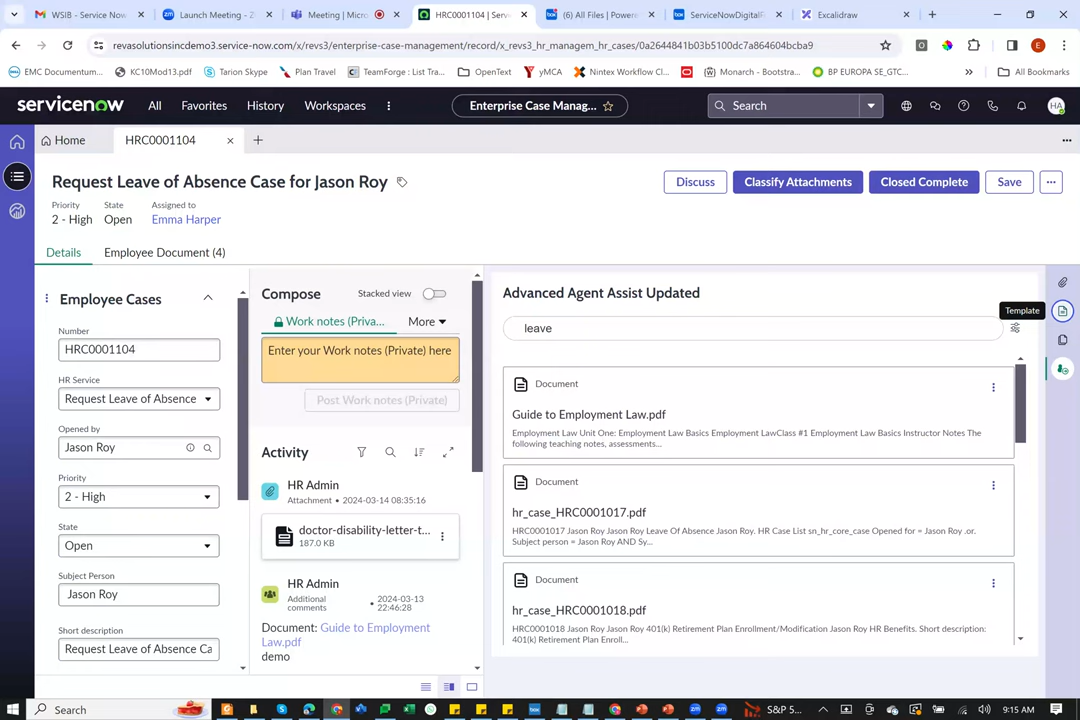 WSIB - Service Now
Launch Meeting - Z
Meeting | Micro
HRC0001104 | Serv
(6) All Files | Power
ServiceNowDigitalF
Excalidraw
revasolutionsincdemo3.service-now.com/x/revs3/enterprise-case-management/record/x_revs3_hr_managem_hr_cases/0a2644841b03b5100dc7a864604bcba9
E
EMC Documentum...
KC10Mod13.pdf
Tarion Skype
Plan Travel
TeamForge : List Tra...
OpenText
yMCA
Nintex Workflow Cl...
Monarch - Bootstra...
BP EUROPA SE_GTC...
All Bookmarks
servicenow
All
Favorites
History
Workspaces
Enterprise Case Manag...
Search
HA
Home
HRC0001104
Request Leave of Absence Case for Jason Roy
Discuss
Classify Attachments
Closed Complete
Save
Priority
State
Assigned to
2 - High
Open
Emma Harper
Details
Employee Document (4)
Employee Cases
Number
HRC0001104
HR Service
Request Leave of Absence
Opened by
Jason Roy
Priority
2 - High
State
Open
Subject Person
Jason Roy
Short description
Request Leave of Absence Ca
Compose
Stacked view
Work notes (Priva...
More
Enter your Work notes (Private) here
Post Work notes (Private)
Activity
HR Admin
Attachment • 2024-03-14 08:35:16
doctor-disability-letter-t...
187.0 KB
HR Admin
Additional comments • 2024-03-13 22:46:28
Document: Guide to Employment
Law.pdf
demo
Advanced Agent Assist Updated
Template
leave
Document
Guide to Employment Law.pdf
Employment Law Unit One: Employment Law Basics Employment LawClass #1 Employment Law Basics Instructor Notes The
following teaching notes, assessments...
Document
hr_case_HRC0001017.pdf
HRC0001017 Jason Roy Jason Roy Leave Of Absence Jason Roy. HR Case List sn_hr_core_case Opened for = Jason Roy .or.
Subject person = Jason Roy AND Sy...
Document
hr_case_HRC0001018.pdf
HRC0001018 Jason Roy Jason Roy 401(k) Retirement Plan Enrollment/Modification Jason Roy HR Benefits. Short description:
401(k) Retirement Plan Enroll...
Search
S&P 5...
9:15 AM